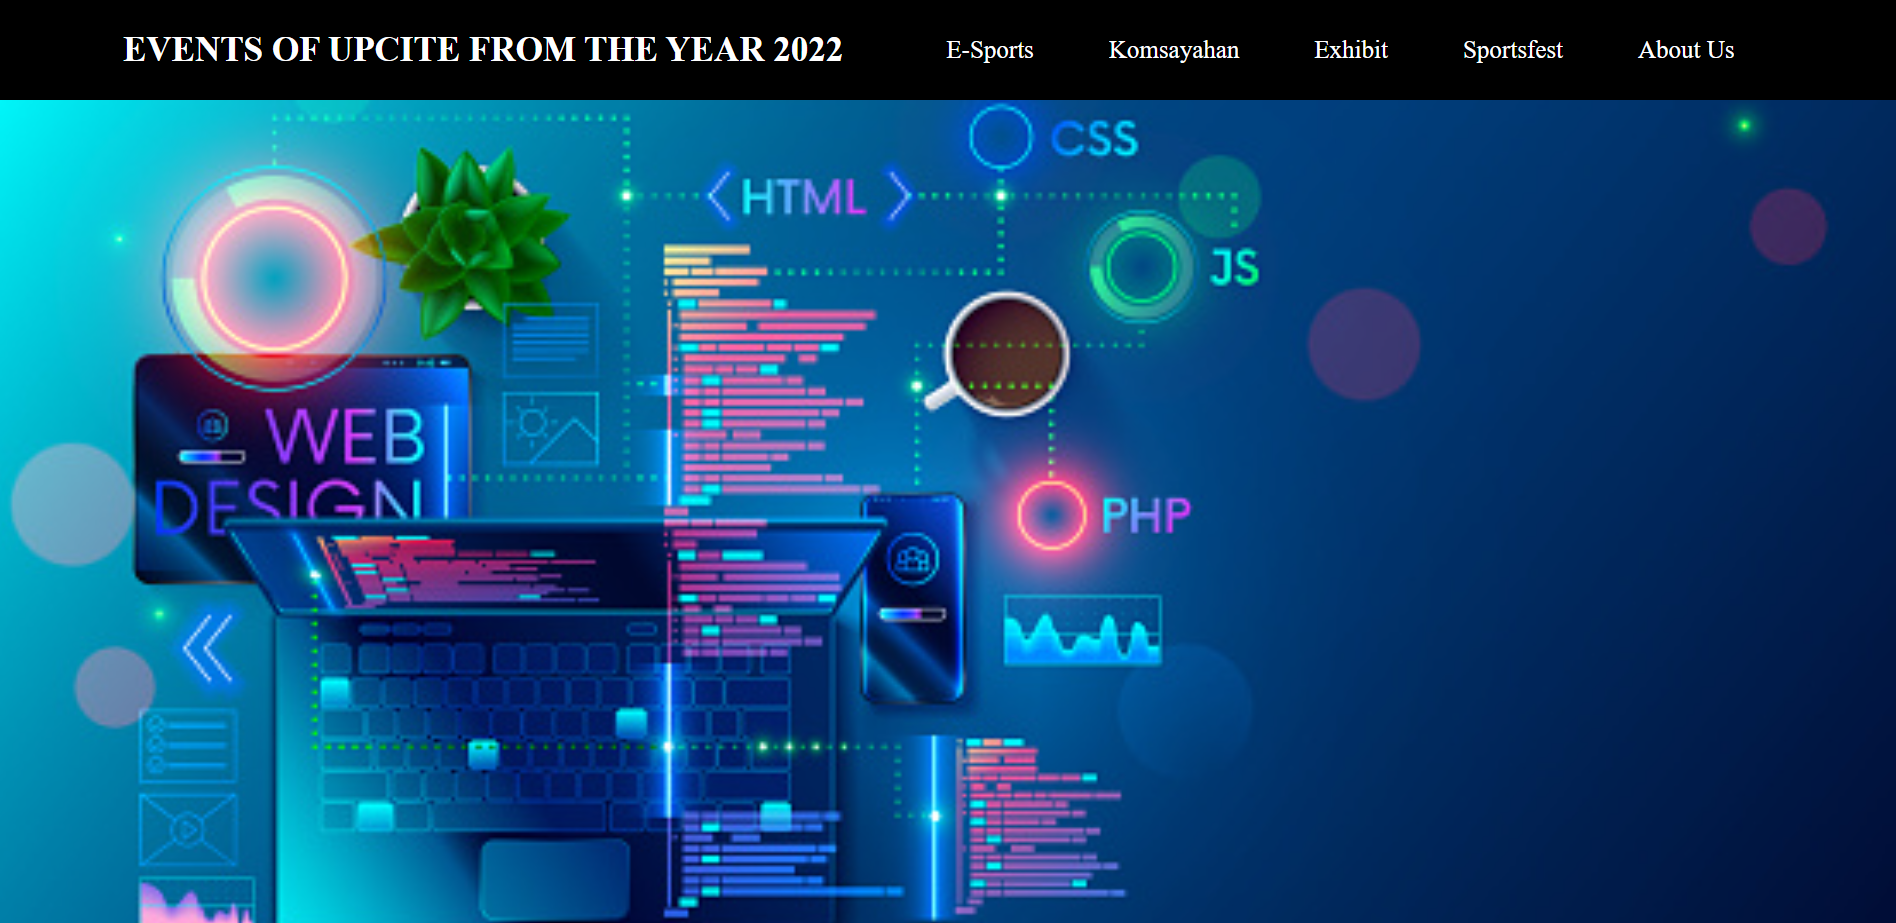 EVENTS OF UPCITE FROM THE YEAR 2022
E-Sports
Komsayahan
Exhibit
Sportsfest
About Us
CSS
HTML
JS
WEB
DESIGN
PHP